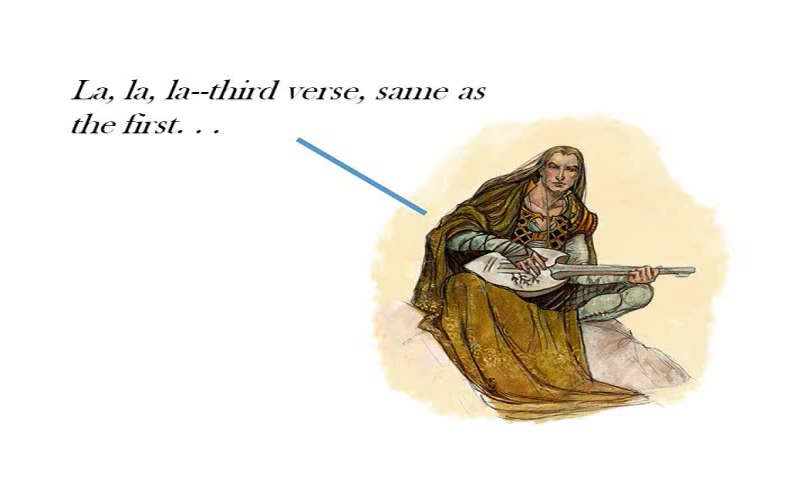 La, la, la--third verse, same as
the first. . .